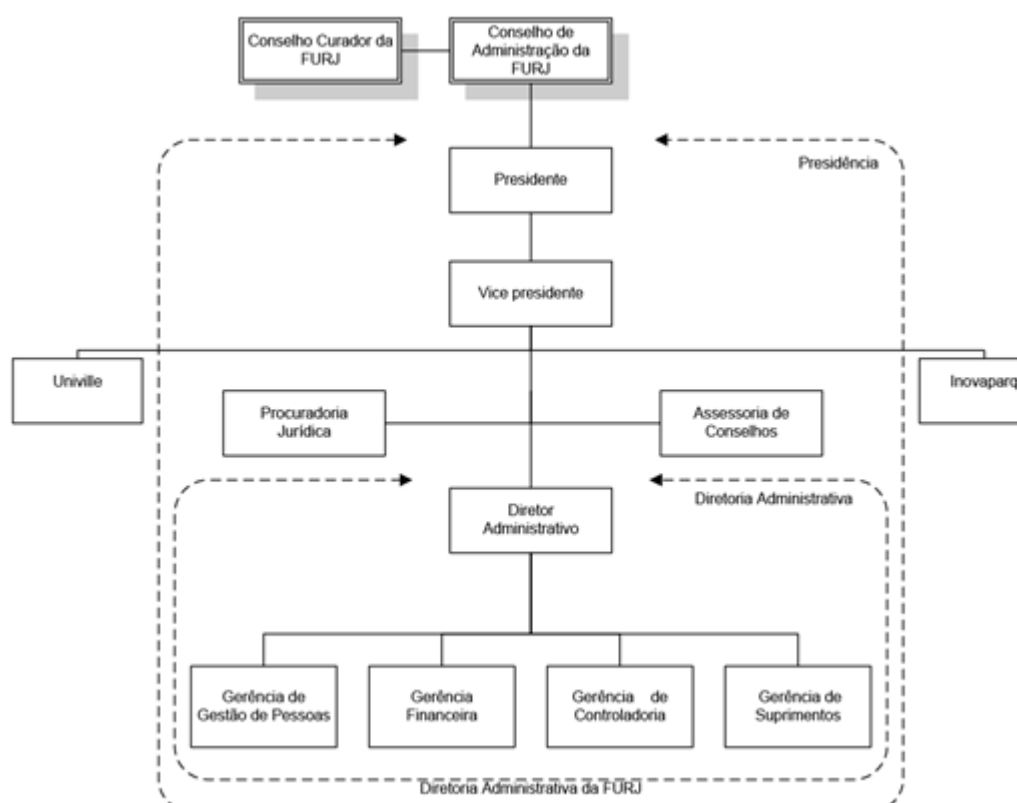 Conselho Curador da
FURJ
Conselho de
Administração da
FURJ
Presidência
Presidente
Vice presidente
Univille
Inovaparq
Procuradoria
Jurídica
Assessoria de
Conselhos
Diretoria Administrativa
Diretor
Administrativo
Gerência de
Gestão de Pessoas
Gerência
Financeira
Gerência de
Controladoria
Gerência de
Suprimentos
Diretoria Administrativa da FURJ